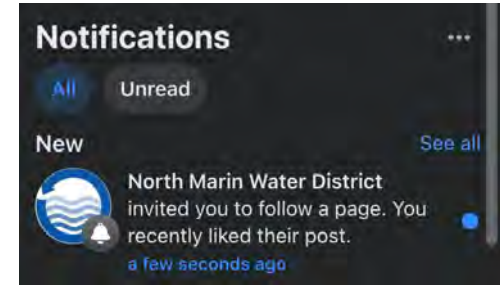 Notifications
All
Unread
New
See all
North Marin Water District
invited you to follow a page. You
recently liked their post.
a few seconds ago